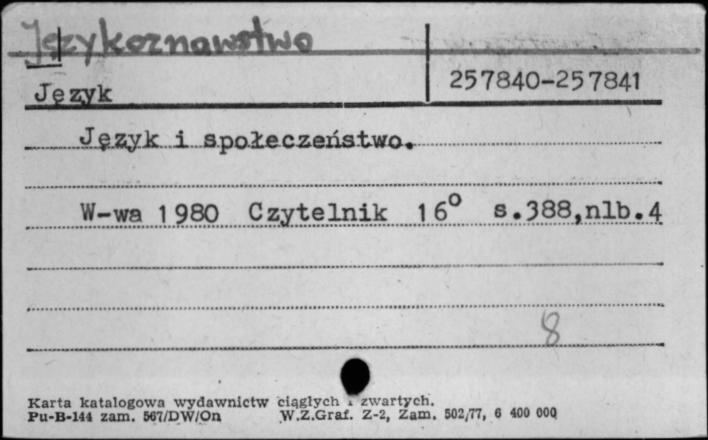 Językoznawstwo
257840-257841
Język
Język i społeczeństwo.
W-wa 1980 Czytelnik 16° s.388,nlb.4
8
Karta katalogowa wydawnictw ciągłych i zwartych.
Pu-B-144 zam. 567/DW/On W.Z.Graf. Z-2, Zam. 502/77, 6 400 000